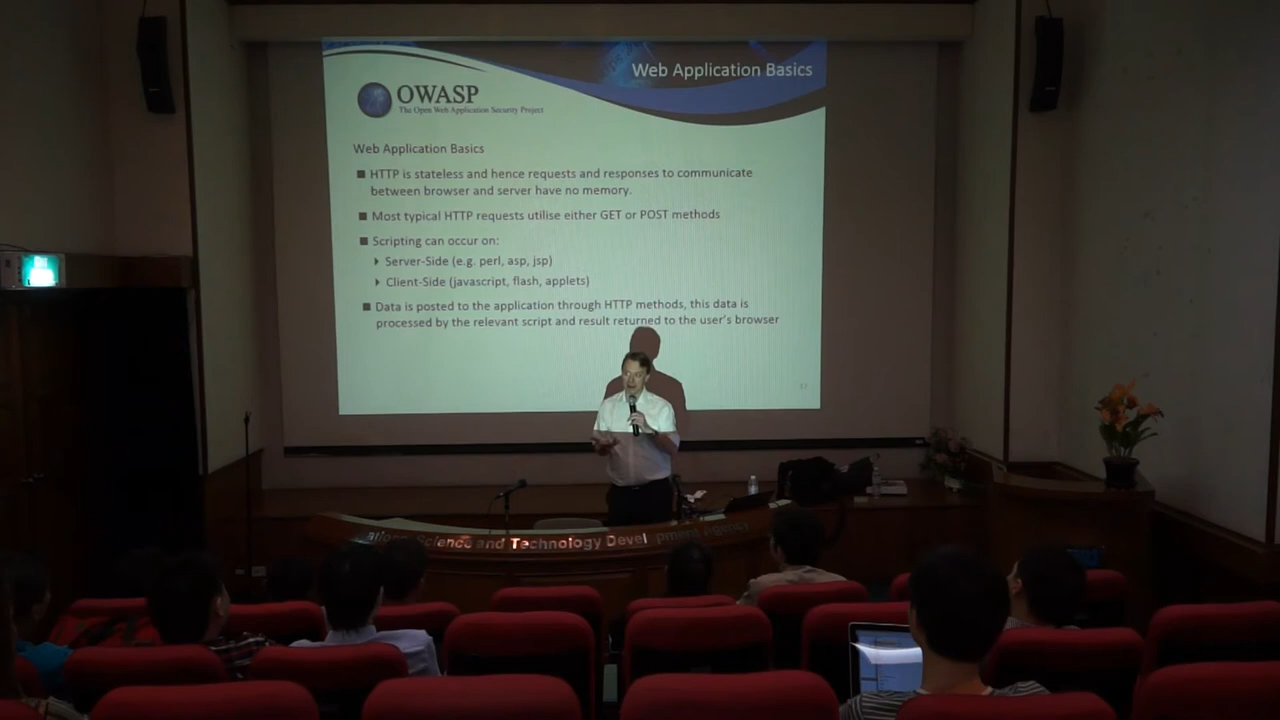 Web Application Basics
OWASP
The Open Web Application Security Project
Web Application Basics
HTTP is stateless and hence requests and responses to communicate
between browser and server have no memory.
Most typical HTTP requests utilise either GET or POST methods
Scripting can occur on:
Server-Side (e.g. perl, asp, jsp)
Client-Side (javascript, flash, applets)
Data is posted to the application through HTTP methods, this data is
processed by the relevant script and result returned to the user's browser
Science and Technology Devel pment Agency